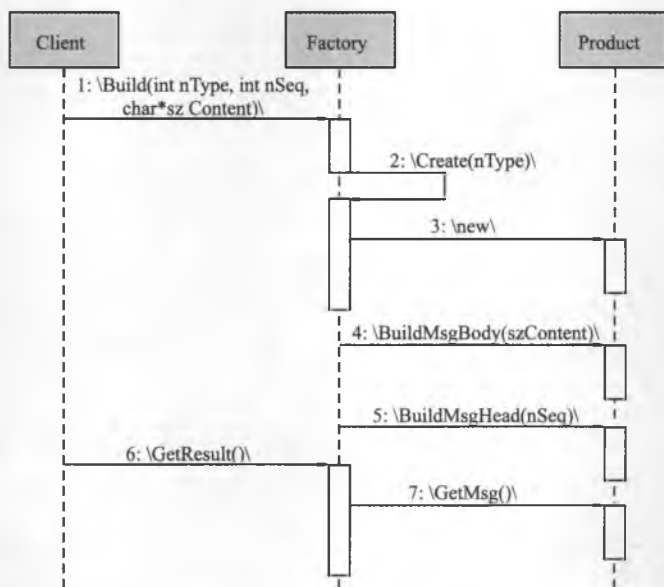 Client
Factory
Product
1: \Build(int nType, int nSeq,
char*sz Content)\
2: \Create(nType)\
3: \new\
4: \BuildMsgBody(szContent)\
5: \BuildMsgHead(nSeq)\
6: \GetResult()\
7: \GetMsg()\